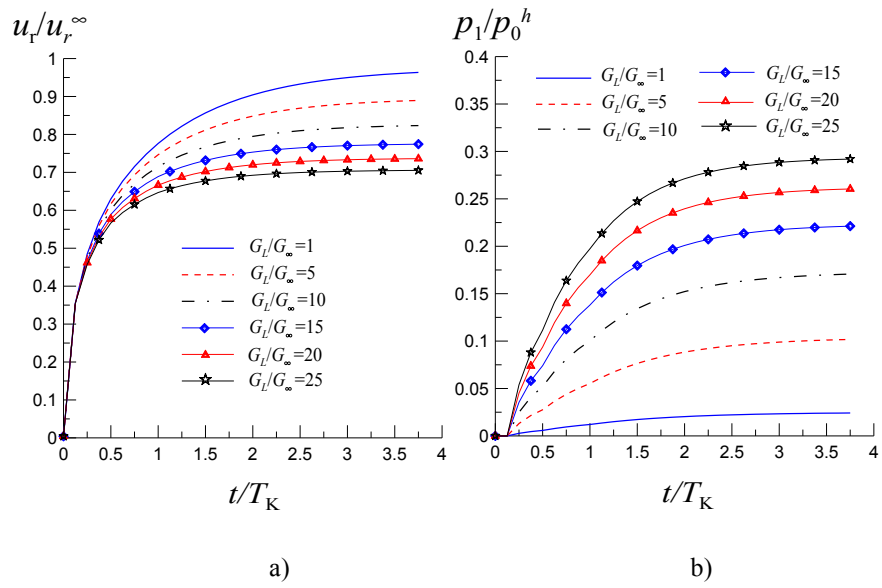 u_r/u_r^∞
1
0.9
0.8
0.7
0.6
0.5
0.4
0.3
0.2
0.1
0
0 0.5 1 1.5 2 2.5 3 3.5 4
G_L/G_∞=1
G_L/G_∞=5
G_L/G_∞=10
G_L/G_∞=15
G_L/G_∞=20
G_L/G_∞=25
t/T_K
a)
p_1/p_0^h
0.4
0.35
0.3
0.25
0.2
0.15
0.1
0.05
0
0 0.5 1 1.5 2 2.5 3 3.5 4
G_L/G_∞=1
G_L/G_∞=5
G_L/G_∞=10
G_L/G_∞=15
G_L/G_∞=20
G_L/G_∞=25
t/T_K
b)